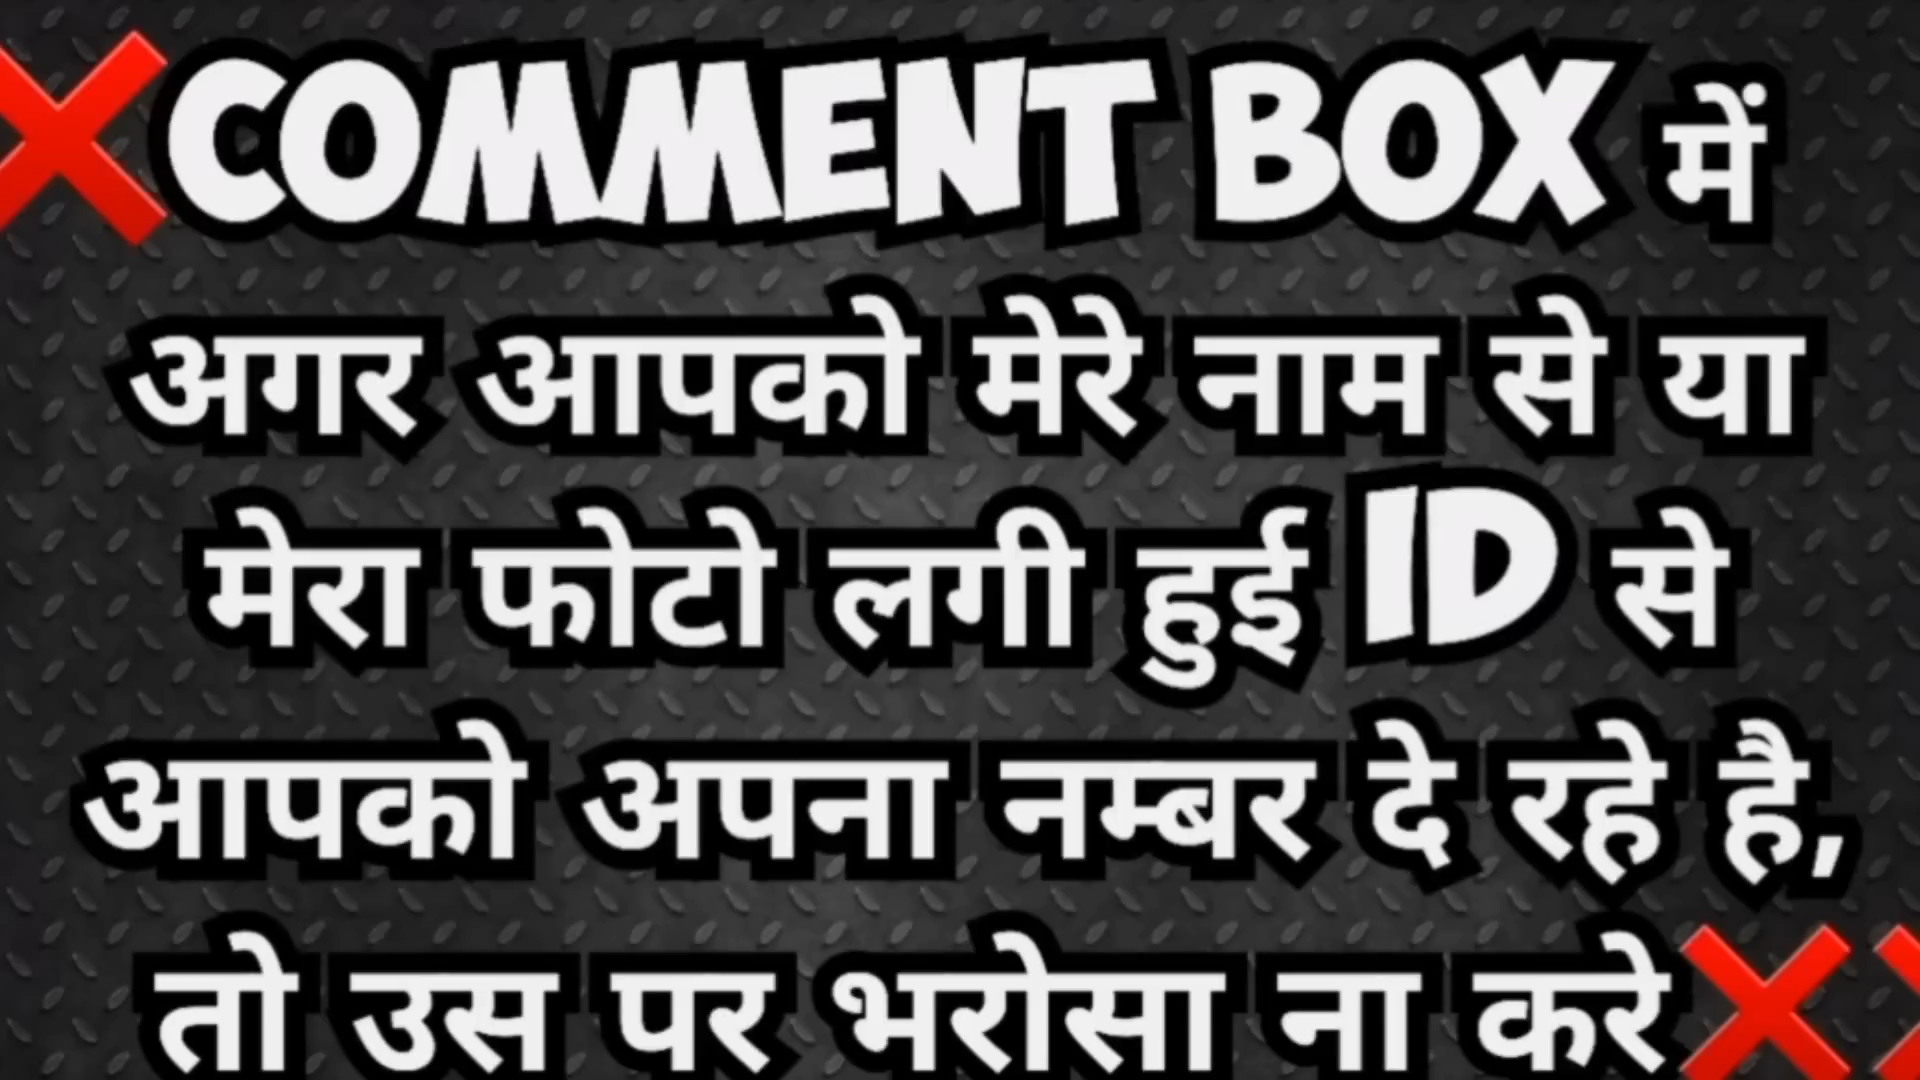 ❌COMMENT BOX में
अगर आपको मेरे नाम से या
मेरा फोटो लगी हुई ID से
आपको अपना नम्बर दे रहे है,
तो उस पर भरोसा ना करे❌❌